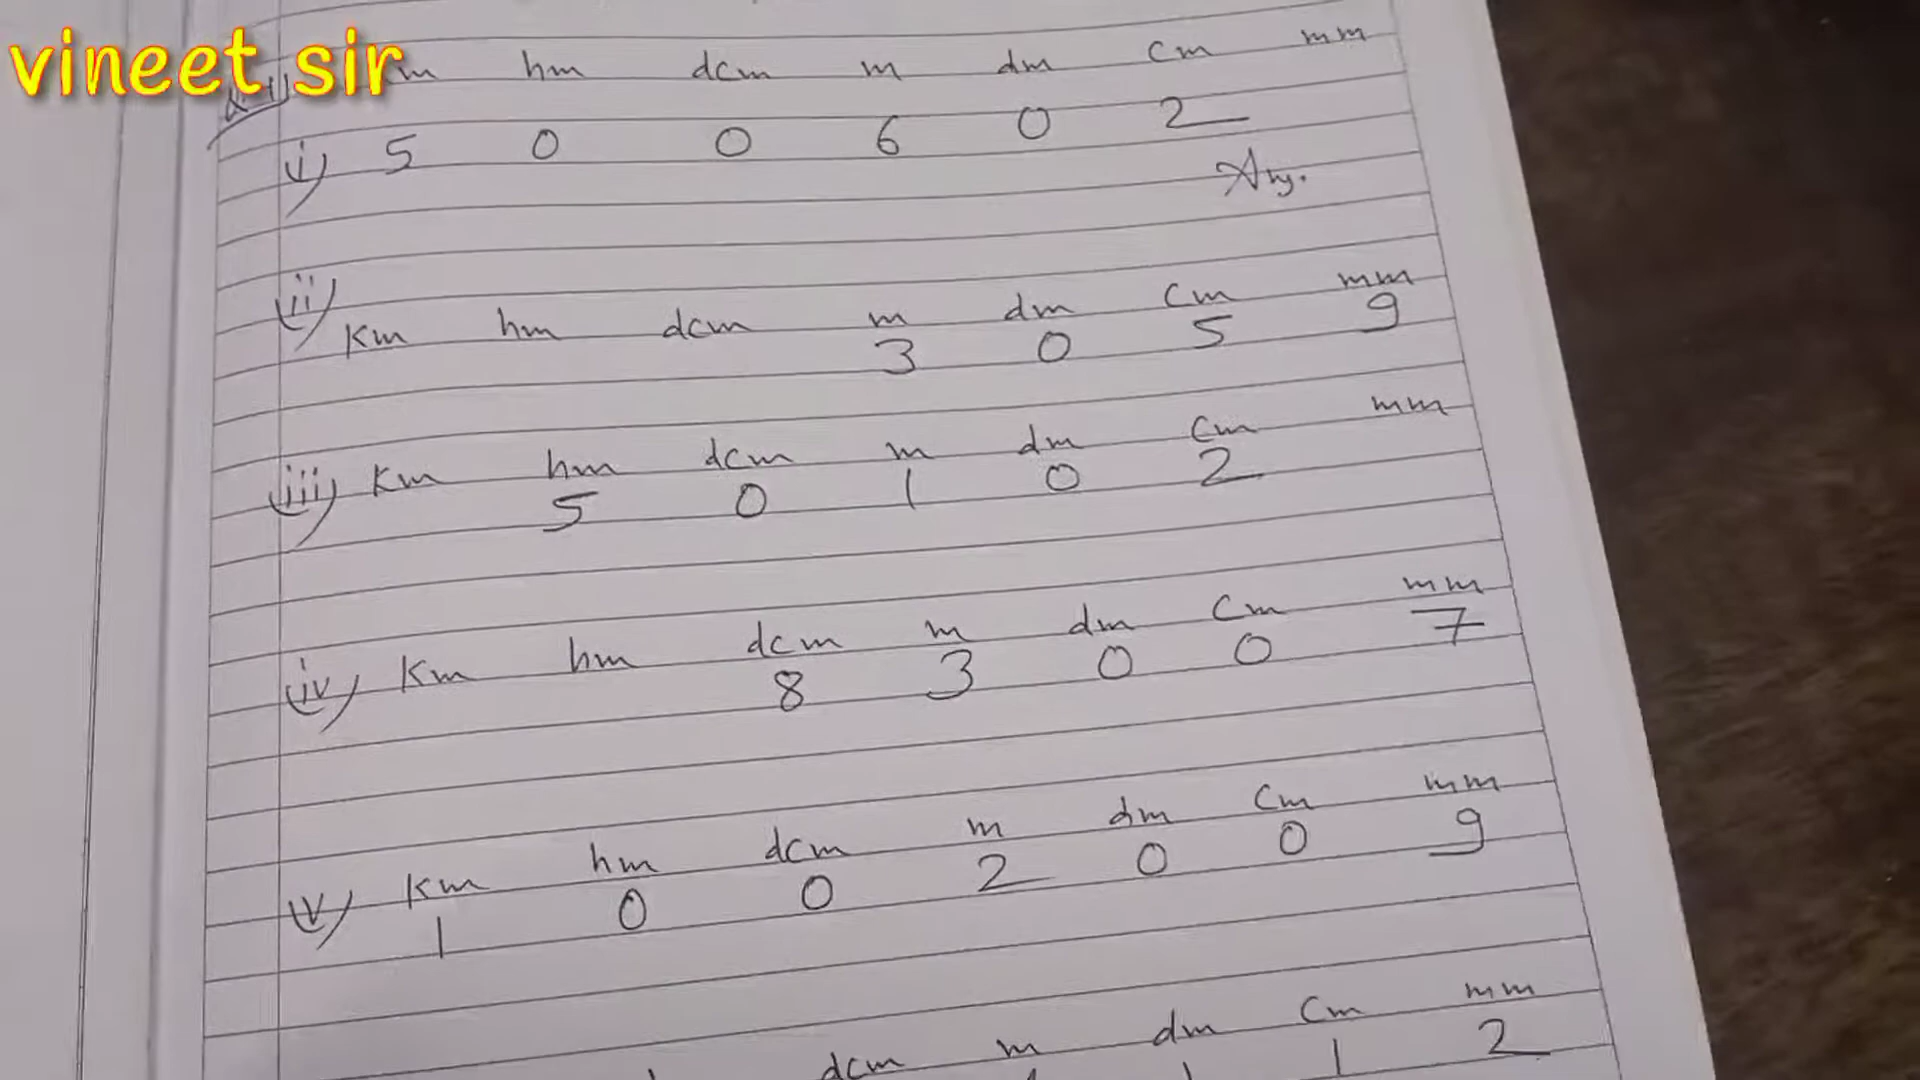 vineet sir
km hm dcm m dm cm mm
(i) 5 0 0 6 0 2
Ans.
(ii)
Km hm dcm m dm cm mm
3 0 5 9
(iii) Km hm dcm m dm cm mm
5 0 1 0 2
(iv) Km hm dcm m dm cm mm
8 3 0 0 7
(v) Km hm dcm m dm cm mm
1 0 0 2 0 0 9
dcm m dm cm mm
1 2